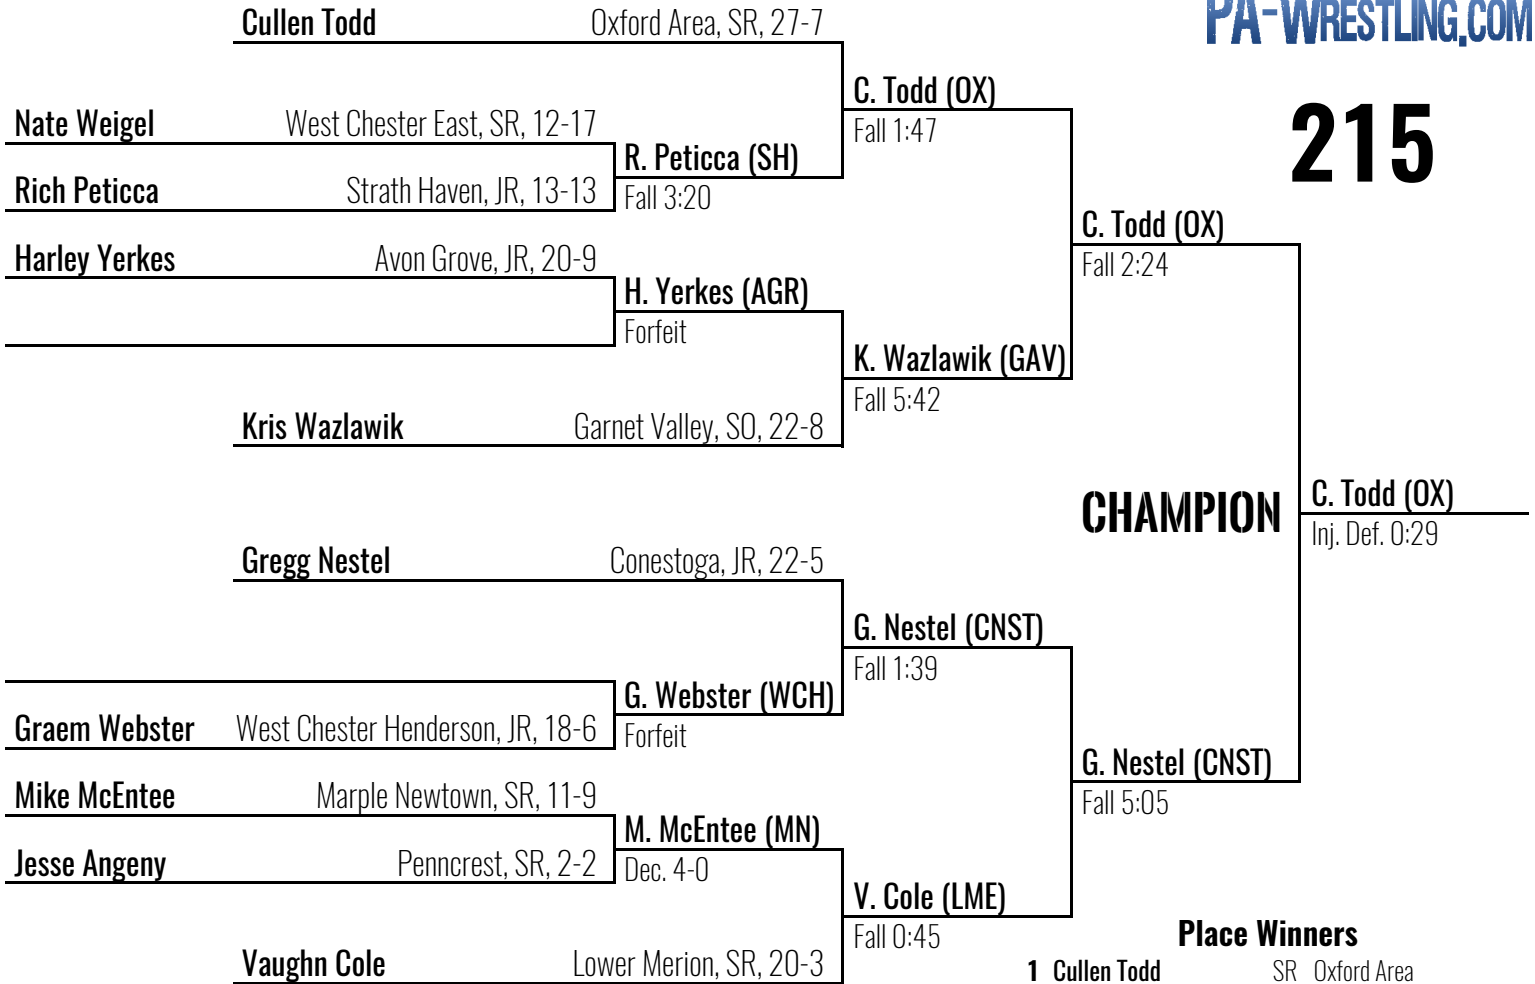 Cullen Todd Oxford Area, SR, 27-7
PA-WRESTLING.COM
C. Todd (OX)
Fall 1:47
215
Nate Weigel West Chester East, SR, 12-17
R. Peticca (SH)
Fall 3:20
Rich Peticca Strath Haven, JR, 13-13
C. Todd (OX)
Fall 2:24
Harley Yerkes Avon Grove, JR, 20-9
H. Yerkes (AGR)
Forfeit
K. Wazlawik (GAV)
Fall 5:42
Kris Wazlawik Garnet Valley, SO, 22-8
CHAMPION
C. Todd (OX)
Inj. Def. 0:29
Gregg Nestel Conestoga, JR, 22-5
G. Nestel (CNST)
Fall 1:39
G. Webster (WCH)
Forfeit
Graem Webster West Chester Henderson, JR, 18-6
G. Nestel (CNST)
Fall 5:05
Mike McEntee Marple Newtown, SR, 11-9
M. McEntee (MN)
Dec. 4-0
Jesse Angeny Penncrest, SR, 2-2
V. Cole (LME)
Fall 0:45
Vaughn Cole Lower Merion, SR, 20-3
Place Winners
1 Cullen Todd SR Oxford Area